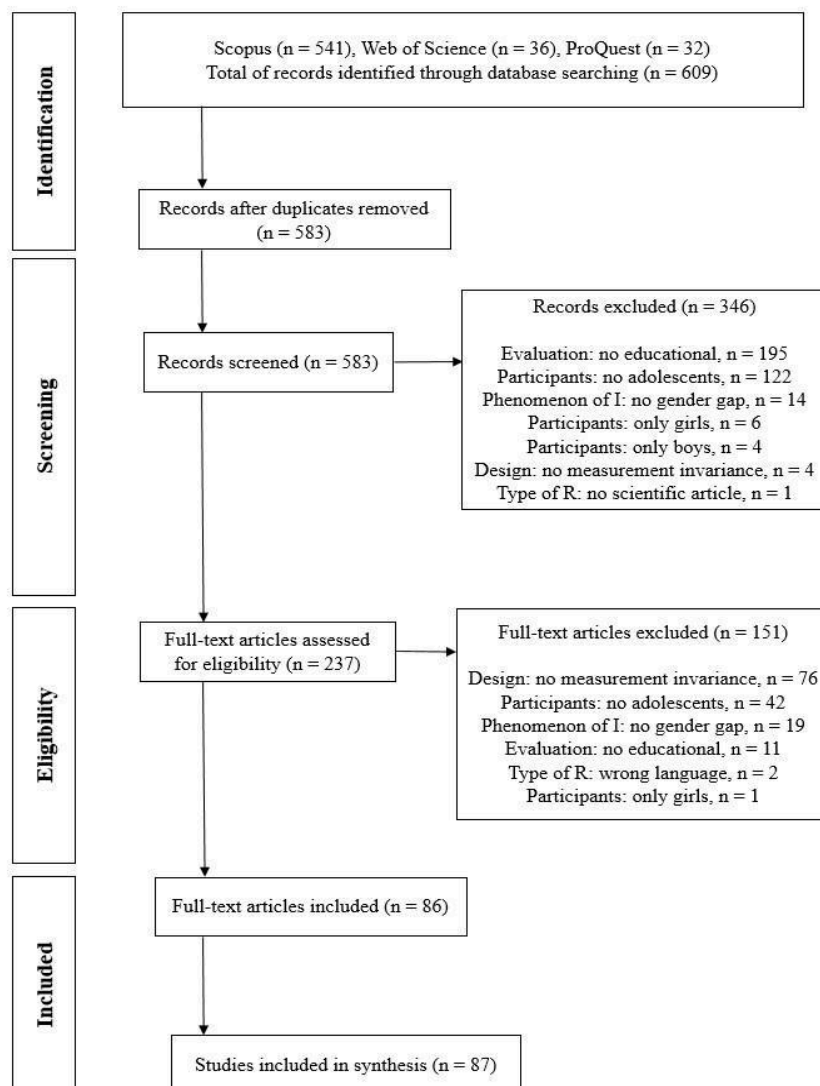 Identification
Scopus (n = 541), Web of Science (n = 36), ProQuest (n = 32)
Total of records identified through database searching (n = 609)
Records after duplicates removed
(n = 583)
Screening
Records screened (n = 583)
Records excluded (n = 346)
Evaluation: no educational, n = 195
Participants: no adolescents, n = 122
Phenomenon of I: no gender gap, n = 14
Participants: only girls, n = 6
Participants: only boys, n = 4
Design: no measurement invariance, n = 4
Type of R: no scientific article, n = 1
Eligibility
Full-text articles assessed
for eligibility (n = 237)
Full-text articles excluded (n = 151)
Design: no measurement invariance, n = 76
Participants: no adolescents, n = 42
Phenomenon of I: no gender gap, n = 19
Evaluation: no educational, n = 11
Type of R: wrong language, n = 2
Participants: only girls, n = 1
Included
Full-text articles included (n = 86)
Studies included in synthesis (n = 87)